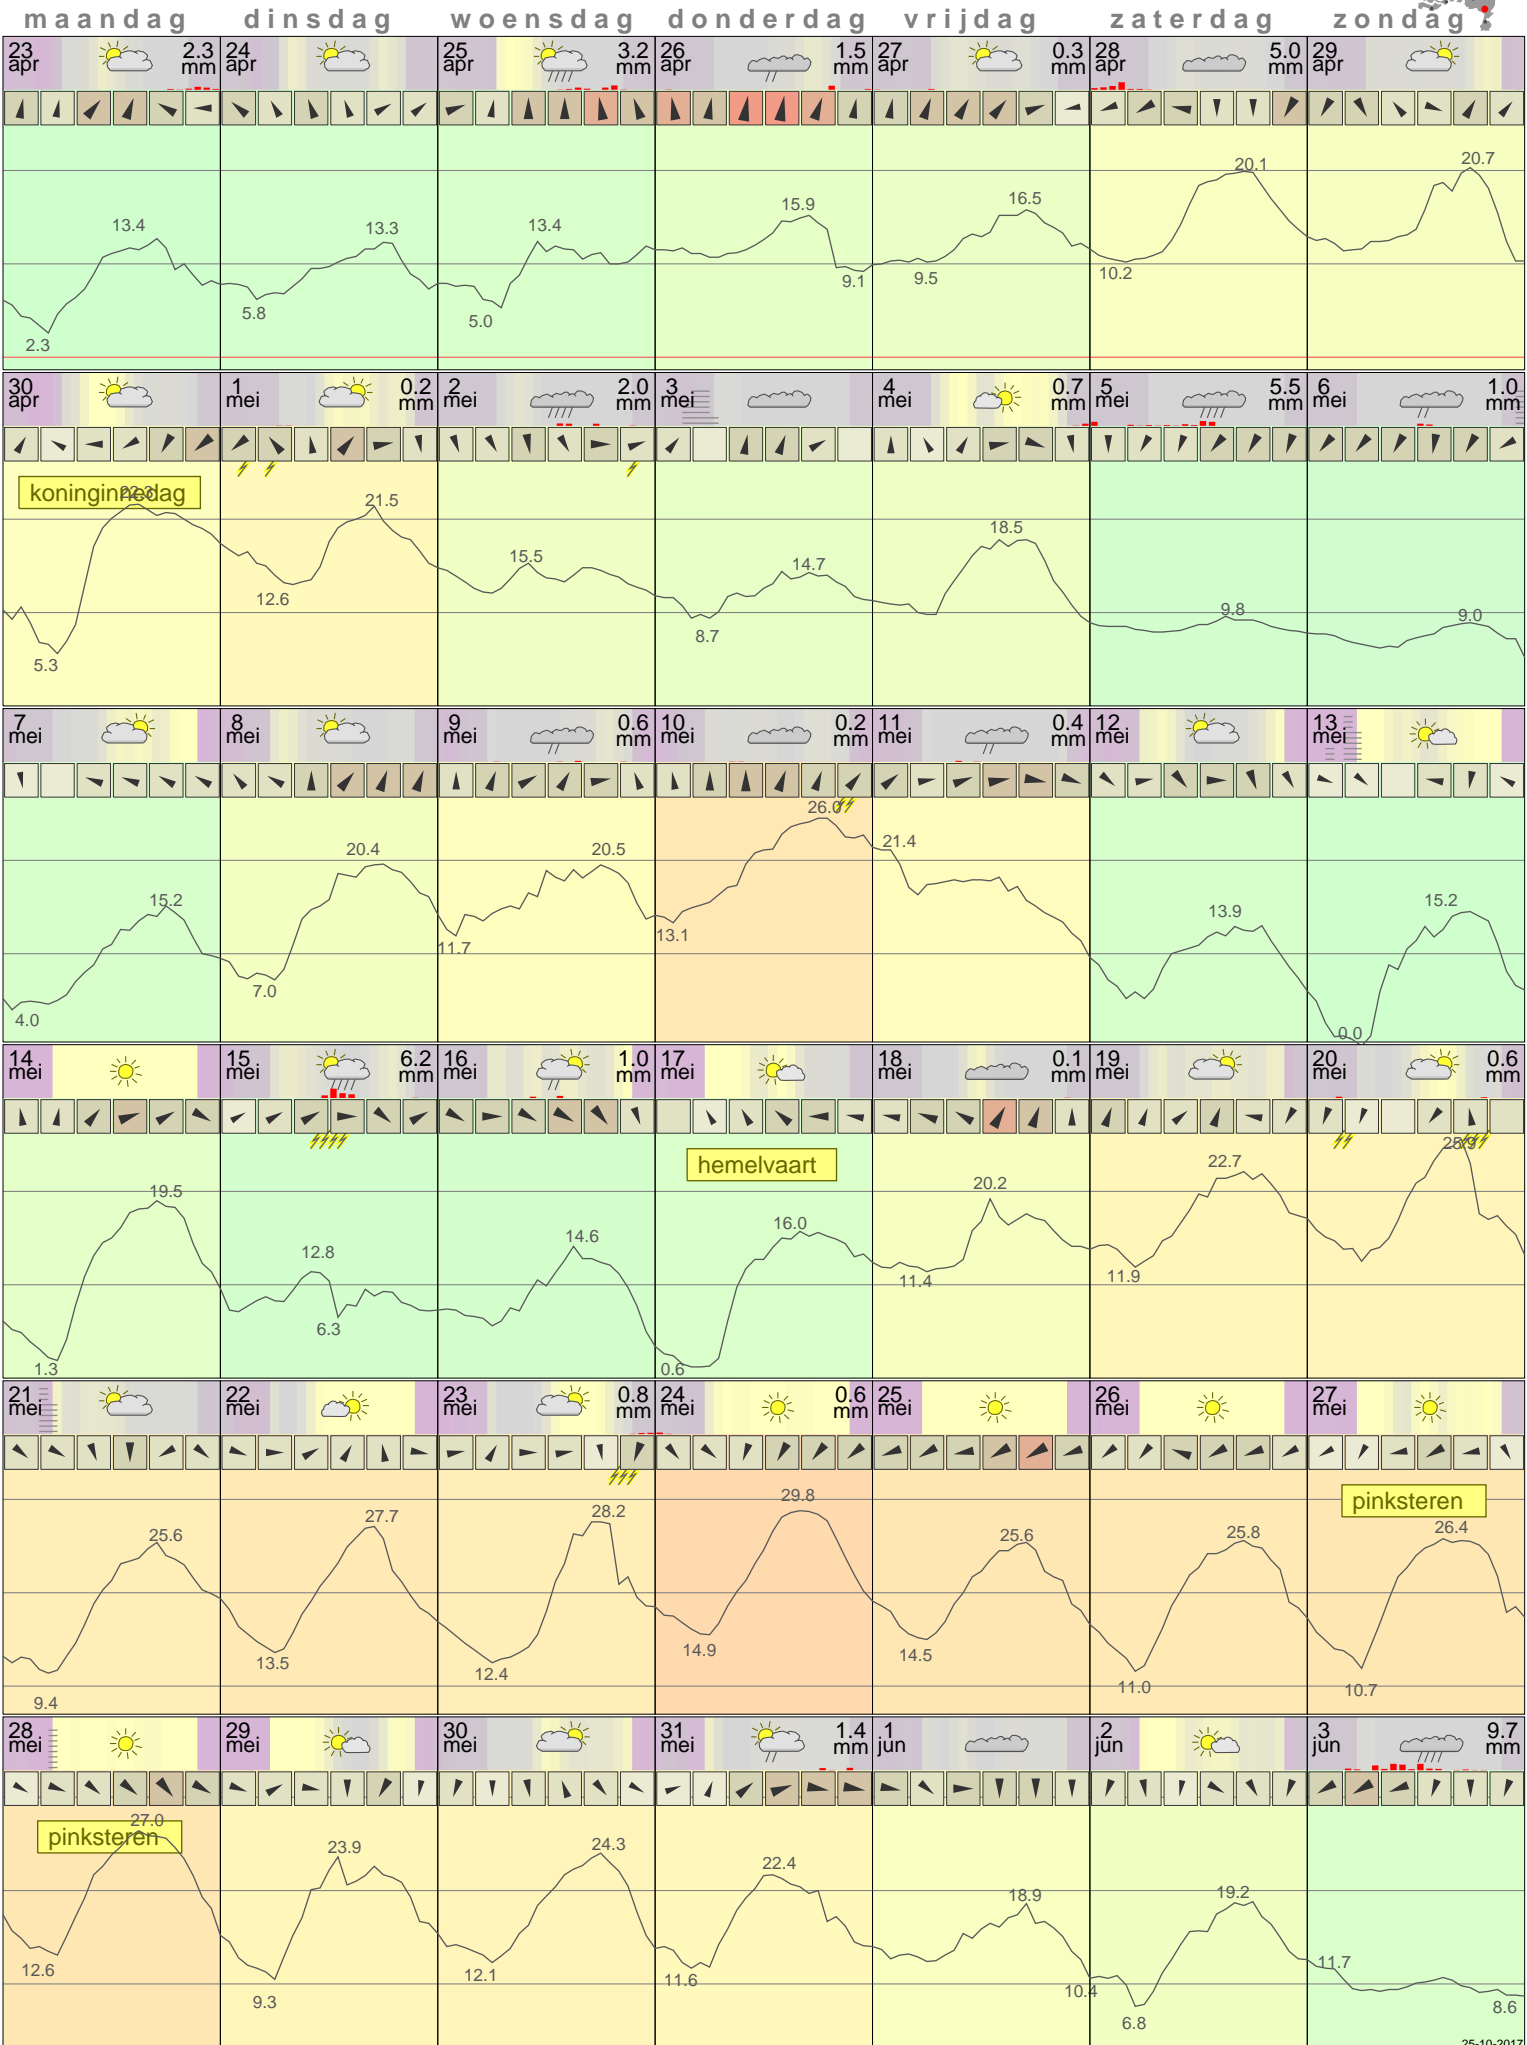 maandag dinsdag woensdag donderdag vrijdag zaterdag zondag
23 apr 2.3 mm 24 apr 25 apr 3.2 mm 26 apr 1.5 mm 27 apr 0.3 mm 28 apr 5.0 mm 29 apr
13.4 2.3 13.3 5.8 13.4 5.0 15.9 9.1 16.5 9.5 20.1 10.2 20.7
30 apr 1 mei 0.2 mm 2 mei 2.0 mm 3 mei 4 mei 0.7 mm 5 mei 5.5 mm 6 mei 1.0 mm
koninginnedag
22.3 5.3 21.5 12.6 15.5 14.7 8.7 18.5 9.8 9.0
7 mei 8 mei 9 mei 0.6 mm 10 mei 0.2 mm 11 mei 0.4 mm 12 mei 13 mei
15.2 4.0 20.4 7.0 20.5 11.7 26.0 13.1 21.4 13.9 15.2 0.0
14 mei 15 mei 6.2 mm 16 mei 1.0 mm 17 mei 18 mei 0.1 mm 19 mei 20 mei 0.6 mm
hemelvaart
19.5 1.3 12.8 6.3 14.6 16.0 0.6 20.2 11.4 22.7 11.9 25.9
21 mei 22 mei 23 mei 0.8 mm 24 mei 0.6 mm 25 mei 26 mei 27 mei
pinksteren
25.6 9.4 27.7 13.5 28.2 12.4 29.8 14.9 25.6 14.5 25.8 11.0 26.4 10.7
28 mei 29 mei 30 mei 31 mei 1.4 mm 1 jun 2 jun 3 jun 9.7 mm
pinksteren
27.0 12.6 23.9 9.3 24.3 12.1 22.4 11.6 18.9 10.4 19.2 6.8 11.7 8.6
25-10-2017